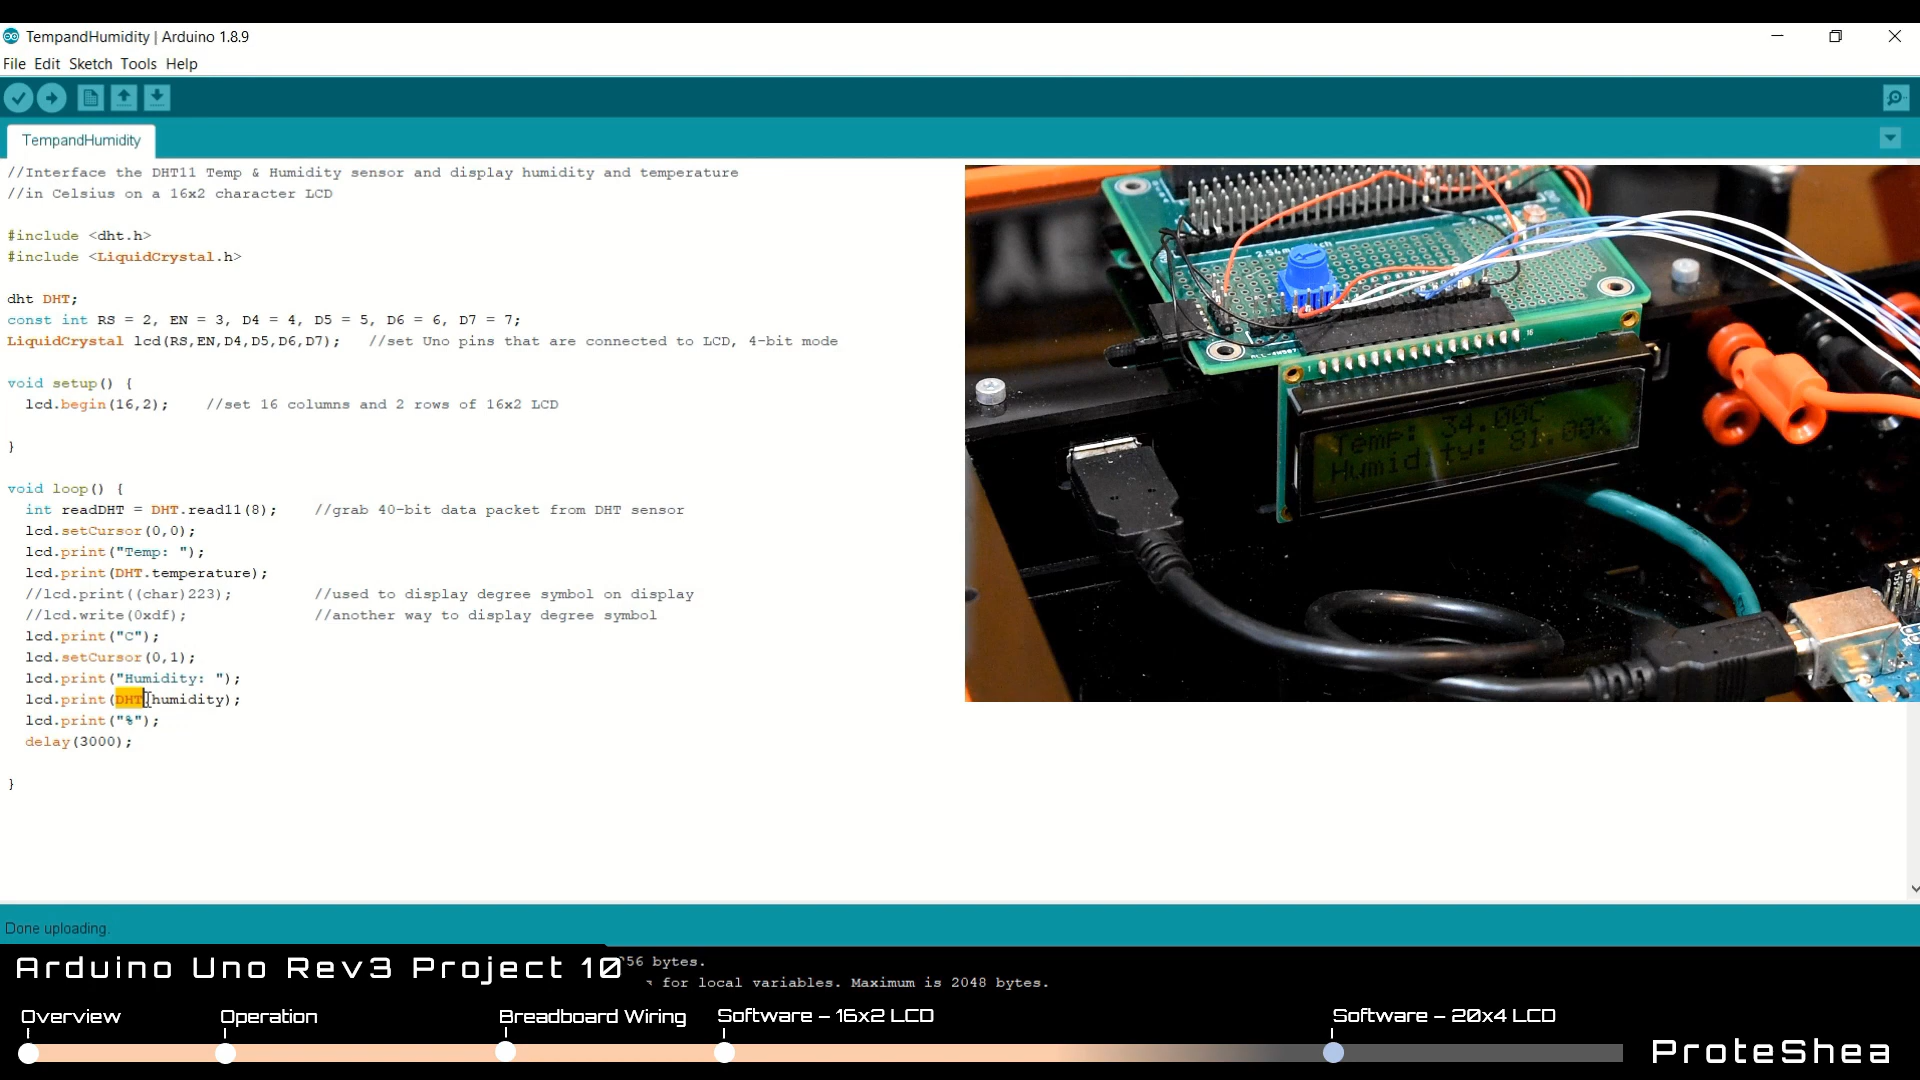 TempandHumidity | Arduino 1.8.9
File Edit Sketch Tools Help
TempandHumidity
//Interface the DHT11 Temp & Humidity sensor and display humidity and temperature
//in Celsius on a 16x2 character LCD
#include <dht.h>
#include <LiquidCrystal.h>
dht DHT;
const int RS = 2, EN = 3, D4 = 4, D5 = 5, D6 = 6, D7 = 7;
LiquidCrystal lcd(RS,EN,D4,D5,D6,D7);   //set Uno pins that are connected to LCD, 4-bit mode
void setup() {
lcd.begin(16,2);    //set 16 columns and 2 rows of 16x2 LCD
}
void loop() {
int readDHT = DHT.read11(8);    //grab 40-bit data packet from DHT sensor
lcd.setCursor(0,0);
lcd.print("Temp: ");
lcd.print(DHT.temperature);
//lcd.print((char)223);         //used to display degree symbol on display
//lcd.write(0xdf);              //another way to display degree symbol
lcd.print("C");
lcd.setCursor(0,1);
lcd.print("Humidity: ");
lcd.print(DHT.humidity);
lcd.print("%");
delay(3000);
}
Temp: 34.00C
Humidity: 81.00%
Done uploading.
56 bytes.
for local variables. Maximum is 2048 bytes.
Arduino Uno Rev3 Project 10
Overview
Operation
Breadboard Wiring
Software – 16x2 LCD
Software – 20x4 LCD
ProteShea